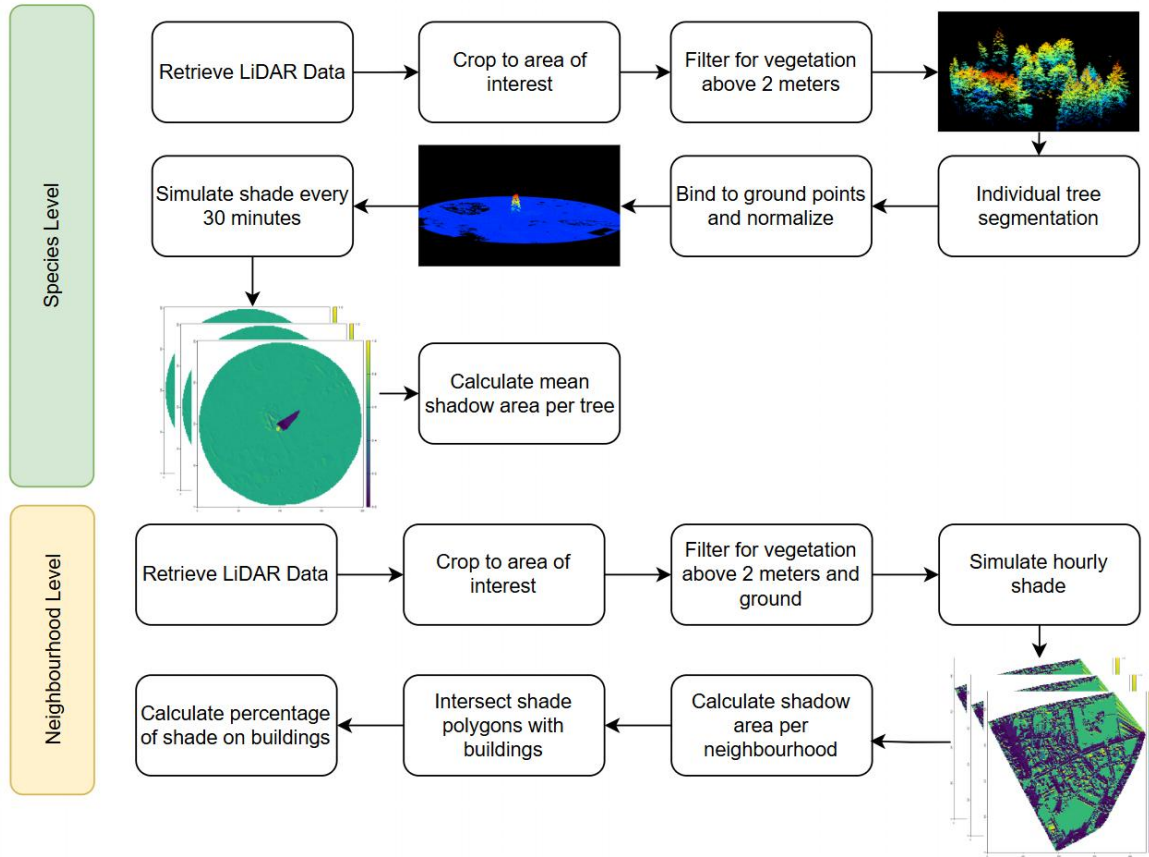 Species Level
Retrieve LiDAR Data
Crop to area of
interest
Filter for vegetation
above 2 meters
Simulate shade every
30 minutes
Bind to ground points
and normalize
Individual tree
segmentation
Calculate mean
shadow area per tree
Neighbourhood Level
Retrieve LiDAR Data
Crop to area of
interest
Filter for vegetation
above 2 meters and
ground
Simulate hourly
shade
Calculate percentage
of shade on buildings
Intersect shade
polygons with
buildings
Calculate shadow
area per
neighbourhood